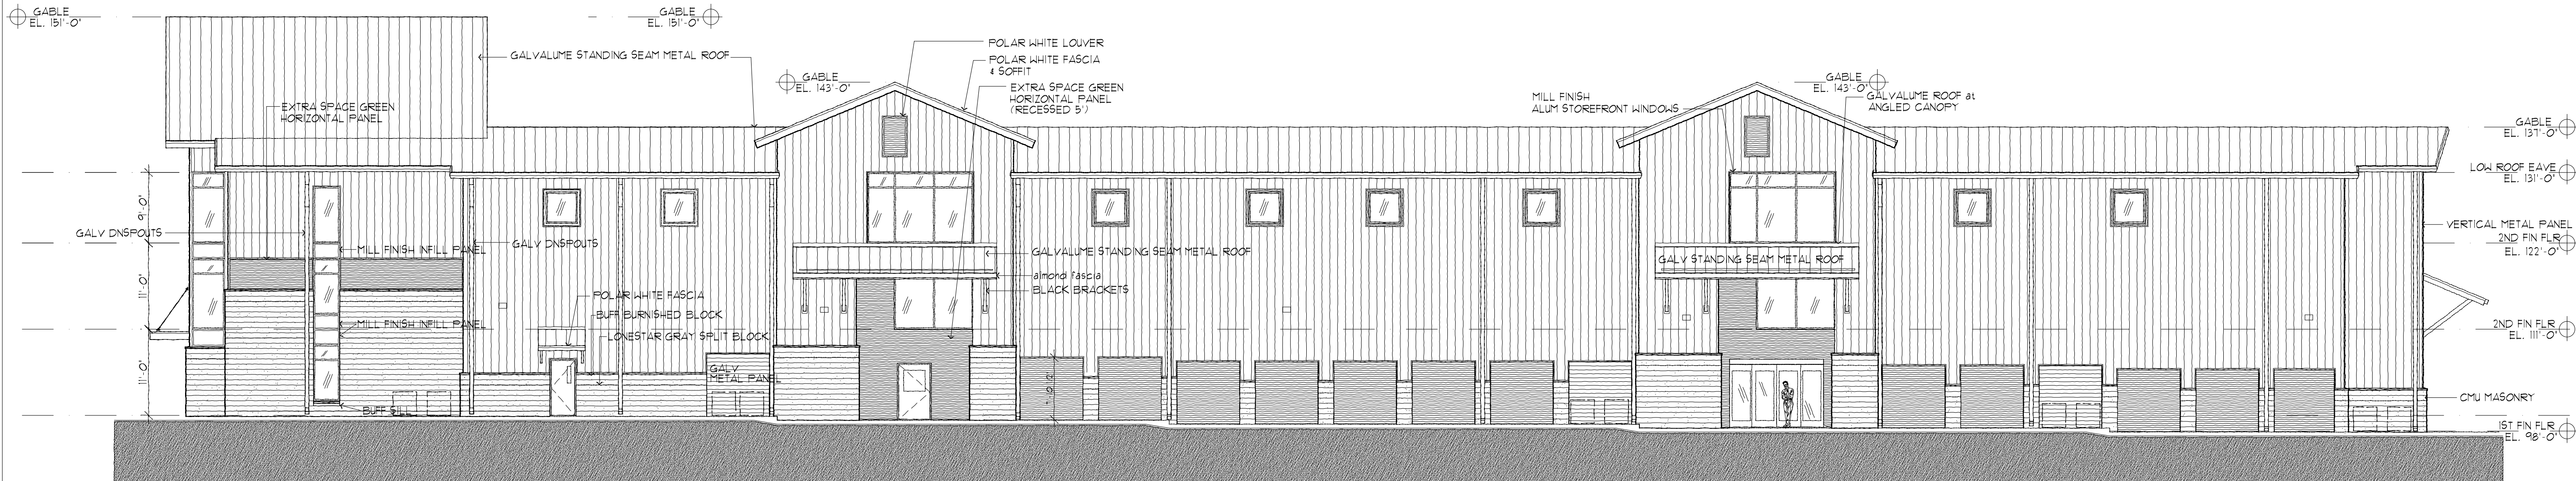 GABLE
EL. 151'-0"
GABLE
EL. 151'-0"
GALVALUME STANDING SEAM METAL ROOF
POLAR WHITE LOUVER
POLAR WHITE FASCIA
& SOFFIT
GABLE
EL. 143'-0"
EXTRA SPACE GREEN
HORIZONTAL PANEL
(RECESSED 5')
GABLE
EL. 143'-0"
MILL FINISH
ALUM STOREFRONT WINDOWS
GALVALUME ROOF at
ANGLED CANOPY
EXTRA SPACE GREEN
HORIZONTAL PANEL
GABLE
EL. 137'-0"
LOW ROOF EAVE
EL. 131'-0"
9'-0"
GALV DNSPOUTS
MILL FINISH INFILL PANEL
GALV DNSPOUTS
GALVALUME STANDING SEAM METAL ROOF
GALV STANDING SEAM METAL ROOF
VERTICAL METAL PANEL
2ND FIN FLR
EL. 122'-0"
almond fascia
BLACK BRACKETS
11'-0"
POLAR WHITE FASCIA
BUFF BURNISHED BLOCK
MILL FINISH INFILL PANEL
LONESTAR GRAY SPLIT BLOCK
2ND FIN FLR
EL. 111'-0"
11'-0"
GALV
METAL PANEL
BUFF SILL
CMU MASONRY
1ST FIN FLR
EL. 98'-0"